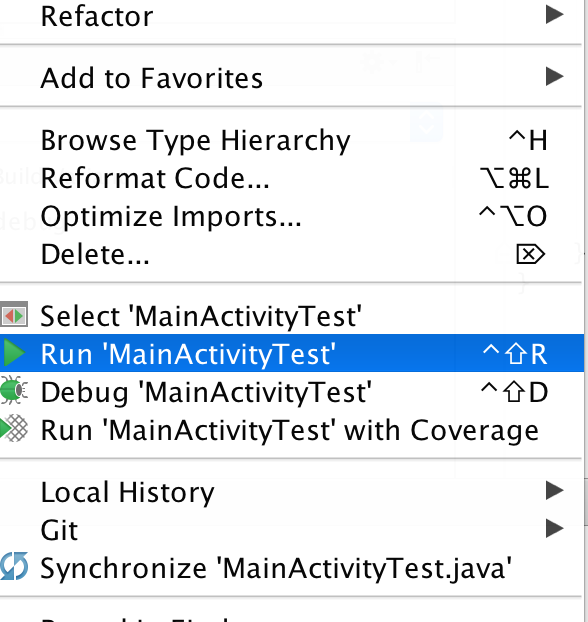 Refactor
Add to Favorites
Browse Type Hierarchy ^H
Reformat Code... ⌥⌘L
Optimize Imports... ^⌥O
Delete... ⌦
Select 'MainActivityTest'
Run 'MainActivityTest' ^⇧R
Debug 'MainActivityTest' ^⇧D
Run 'MainActivityTest' with Coverage
Local History
Git
Synchronize 'MainActivityTest.java'